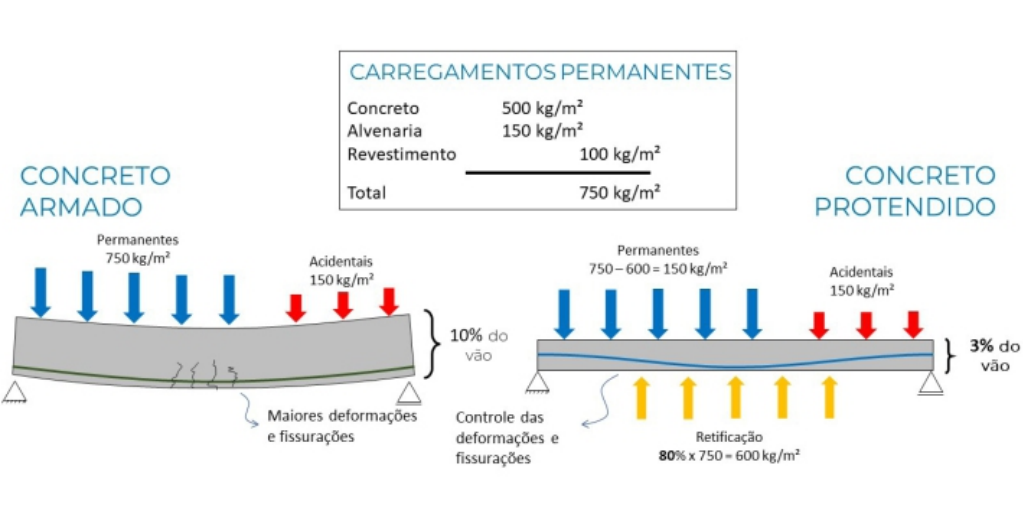 CARREGAMENTOS PERMANENTES
Concreto 500 kg/m²
Alvenaria 150 kg/m²
Revestimento 100 kg/m²
Total 750 kg/m²
CONCRETO
ARMADO
Permanentes
750 kg/m²
Acidentais
150 kg/m²
10% do
vão
Maiores deformações
e fissurações
CONCRETO
PROTENDIDO
Permanentes
750 – 600 = 150 kg/m²
Acidentais
150 kg/m²
3% do
vão
Controle das
deformações e
fissurações
Retificação
80% x 750 = 600 kg/m²